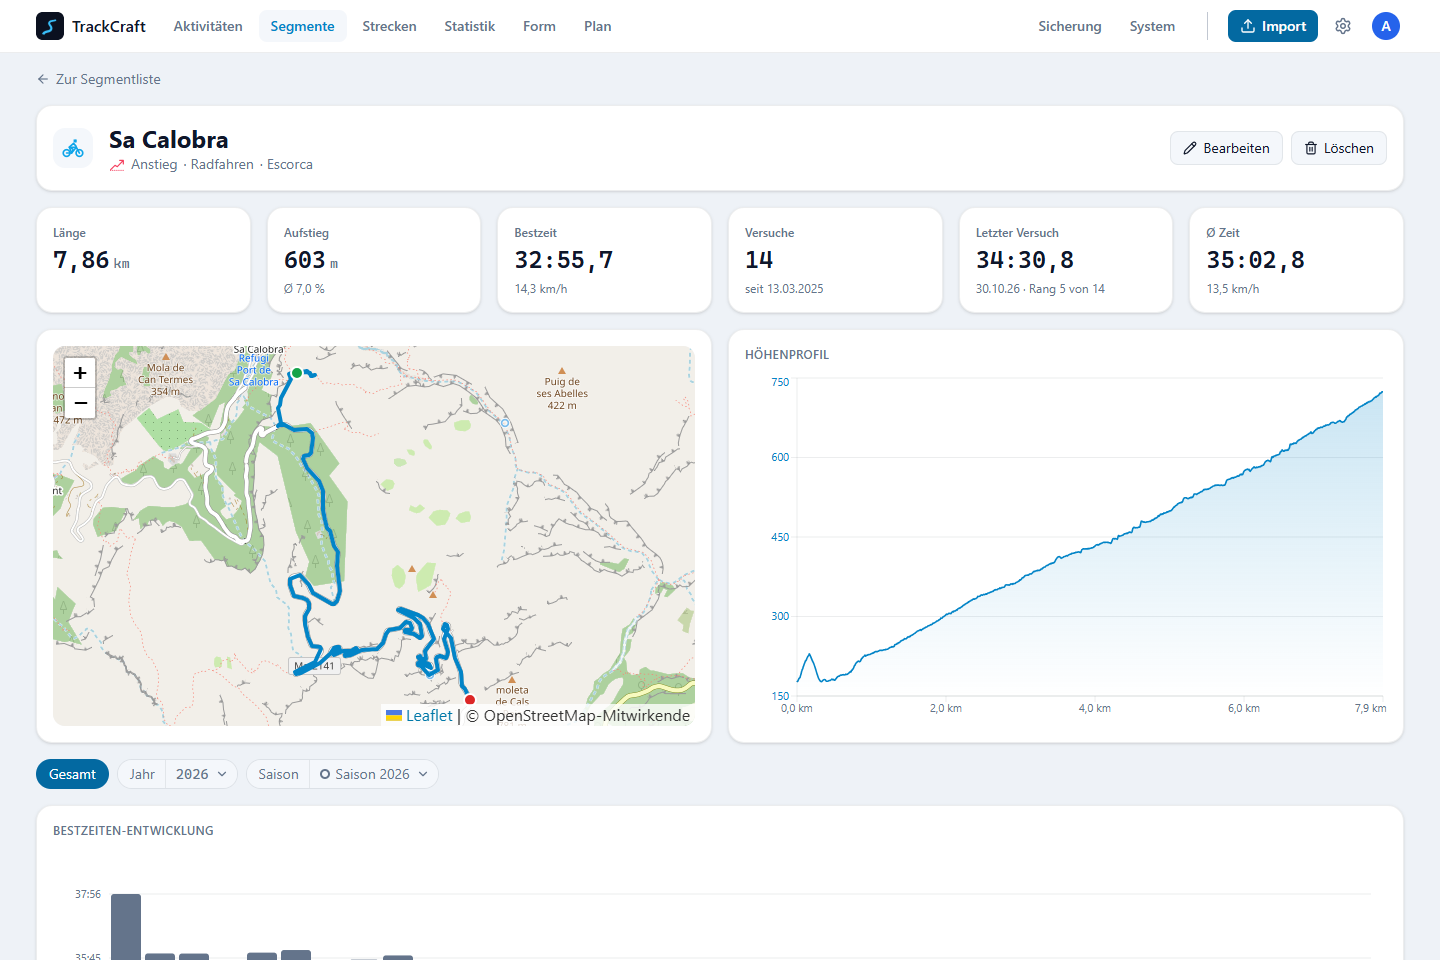 TrackCraft
Aktivitäten
Segmente
Strecken
Statistik
Form
Plan
Sicherung
System
Import
A
Zur Segmentliste
Sa Calobra
Anstieg · Radfahren · Escorca
Bearbeiten
Löschen
Länge
7,86 km
Aufstieg
603 m
Ø 7,0 %
Bestzeit
32:55,7
14,3 km/h
Versuche
14
seit 13.03.2025
Letzter Versuch
34:30,8
30.10.26 · Rang 5 von 14
Ø Zeit
35:02,8
13,5 km/h
+
−
Sa Calobra
Refugi
Port de
Sa Calobra
Mola de
Can Termes
354 m
472 m
Puig de
ses Abelles
422 m
moleta
de Cals
Leaflet | © OpenStreetMap-Mitwirkende
HÖHENPROFIL
750
600
450
300
150
0,0 km
2,0 km
4,0 km
6,0 km
7,9 km
Gesamt
Jahr
2026
Saison
Saison 2026
BESTZEITEN-ENTWICKLUNG
37:56
35:45